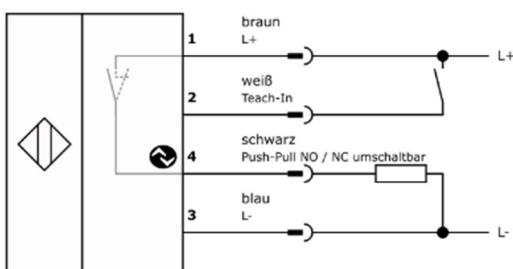 braun
1
L+
L+
weiß
2
Teach-In
schwarz
4
Push-Pull NO / NC umschaltbar
blau
3
L-
L-